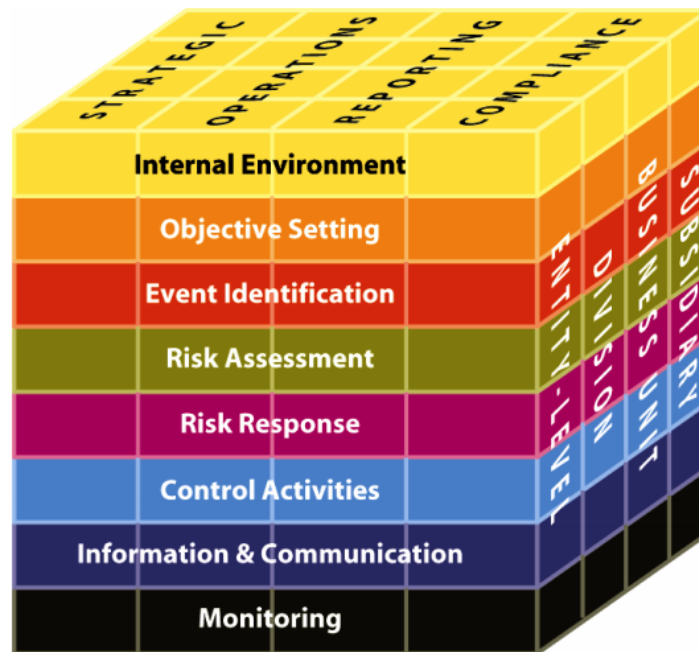 STRATEGIC
OPERATIONS
REPORTING
COMPLIANCE
Internal Environment
Objective Setting
Event Identification
Risk Assessment
Risk Response
Control Activities
Information & Communication
Monitoring
ENTITY-LEVEL
DIVISION
BUSINESS UNIT
SUBSIDIARY